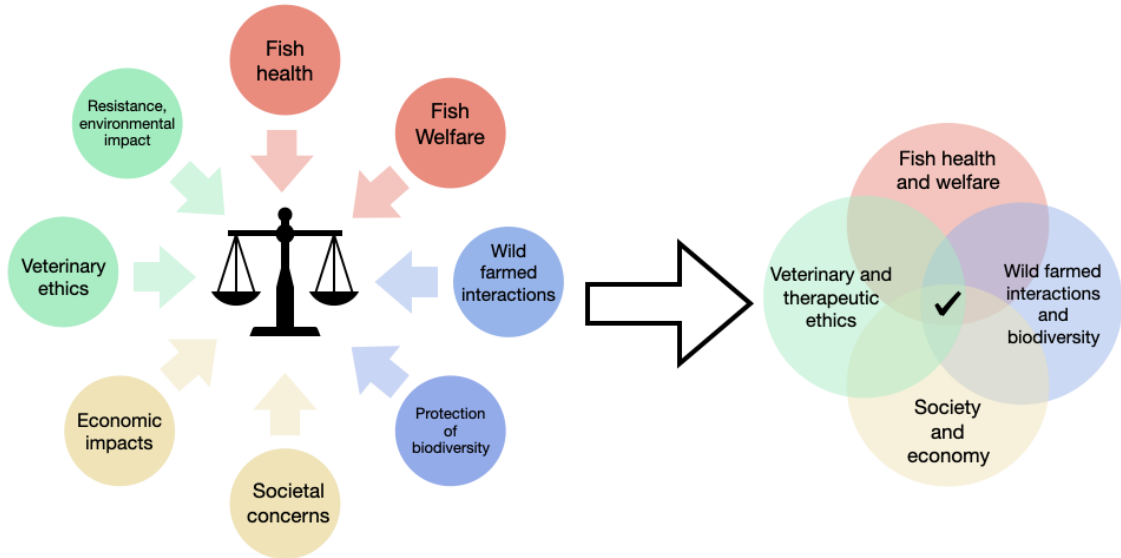 Fish
health
Fish
Welfare
Resistance,
environmental
impact
Veterinary
ethics
Wild
farmed
interactions
Economic
impacts
Protection
of
biodiversity
Societal
concerns
Fish health
and welfare
Veterinary and
therapeutic
ethics
Wild farmed
interactions
and
biodiversity
Society
and
economy